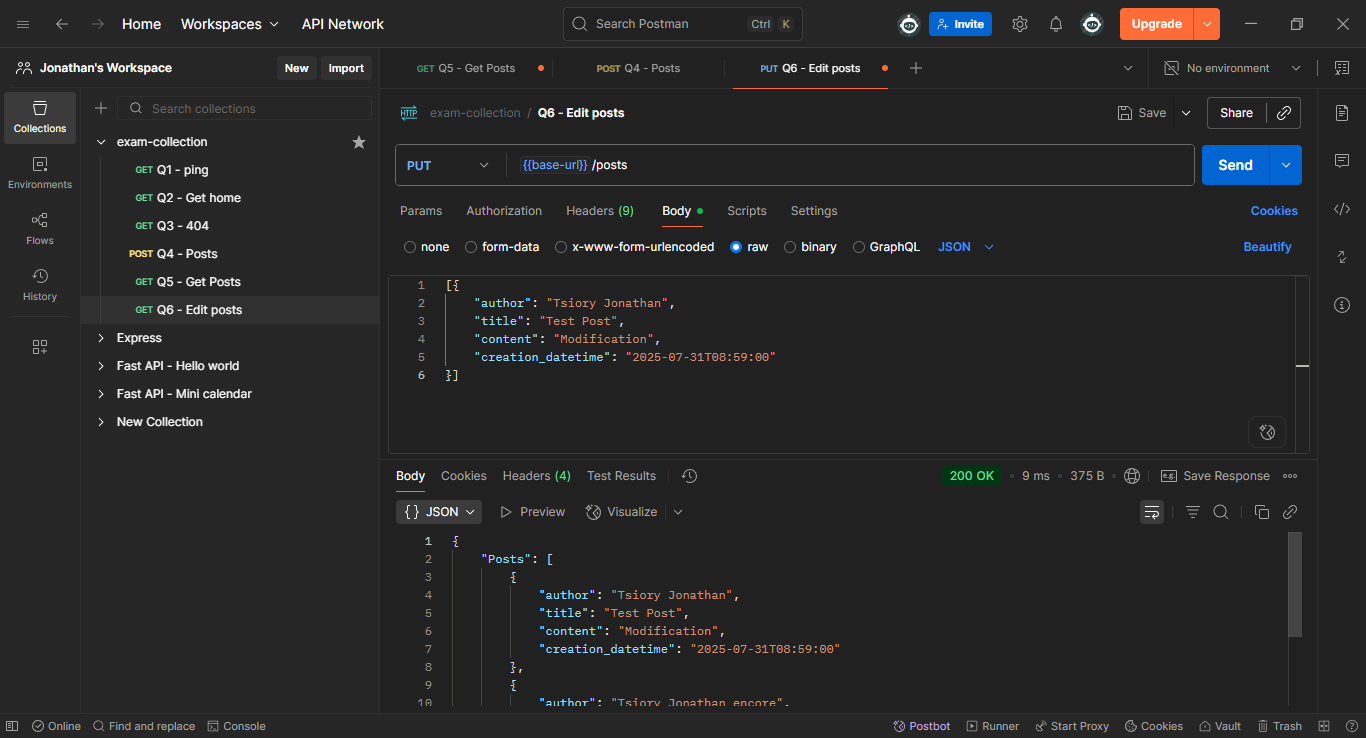 Home Workspaces API Network Search Postman Ctrl K Invite Upgrade
Jonathan's Workspace New Import GET Q5 - Get Posts POST Q4 - Posts PUT Q6 - Edit posts No environment
Collections
Environments
Flows
History
Search collections
exam-collection
GET Q1 - ping
GET Q2 - Get home
GET Q3 - 404
POST Q4 - Posts
GET Q5 - Get Posts
GET Q6 - Edit posts
Express
Fast API - Hello world
Fast API - Mini calendar
New Collection
HTTP exam-collection / Q6 - Edit posts Save Share
PUT {{base-url}} /posts Send
Params Authorization Headers (9) Body Scripts Settings Cookies
none form-data x-www-form-urlencoded raw binary GraphQL JSON Beautify
1 [{
2 "author": "Tsiory Jonathan",
3 "title": "Test Post",
4 "content": "Modification",
5 "creation_datetime": "2025-07-31T08:59:00"
6 }]
Body Cookies Headers (4) Test Results 200 OK 9 ms 375 B e.g. Save Response
{} JSON Preview Visualize
1 {
2 "Posts": [
3 {
4 "author": "Tsiory Jonathan",
5 "title": "Test Post",
6 "content": "Modification",
7 "creation_datetime": "2025-07-31T08:59:00"
8 },
9 {
10 "author": "Tsiory Jonathan encore",
Online Find and replace Console Postbot Runner Start Proxy Cookies Vault Trash